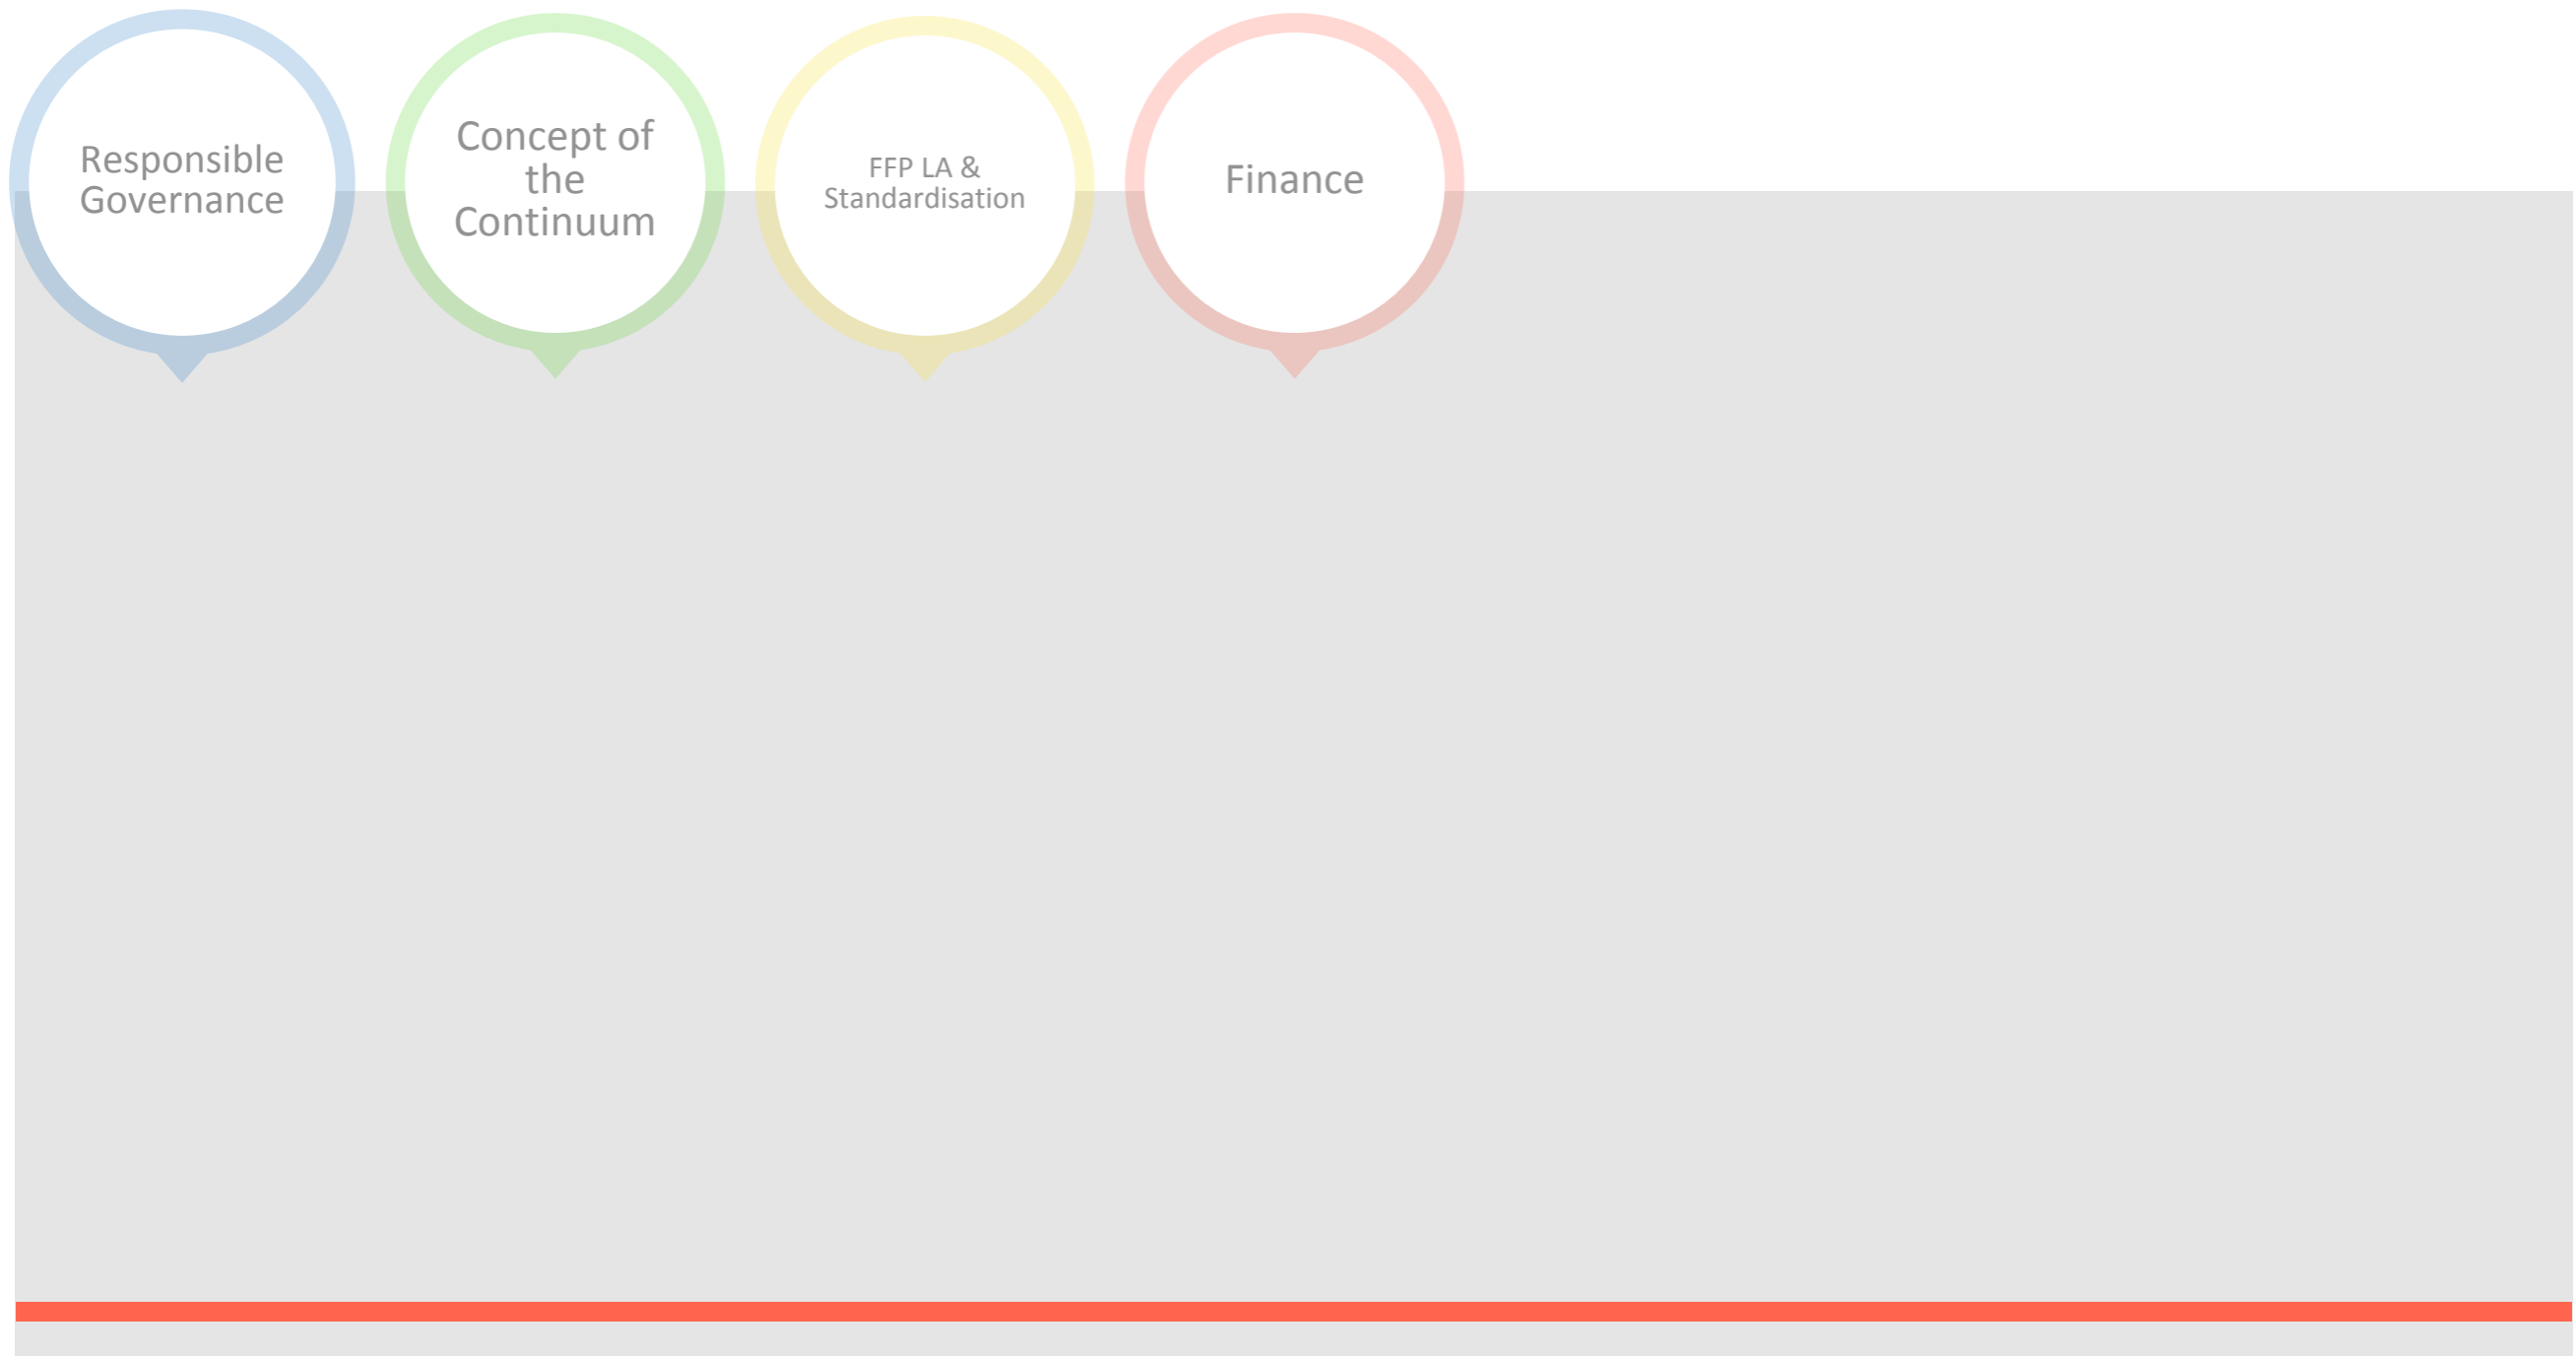 Responsible
Governance
Concept of
the
Continuum
FFP LA &
Standardisation
Finance